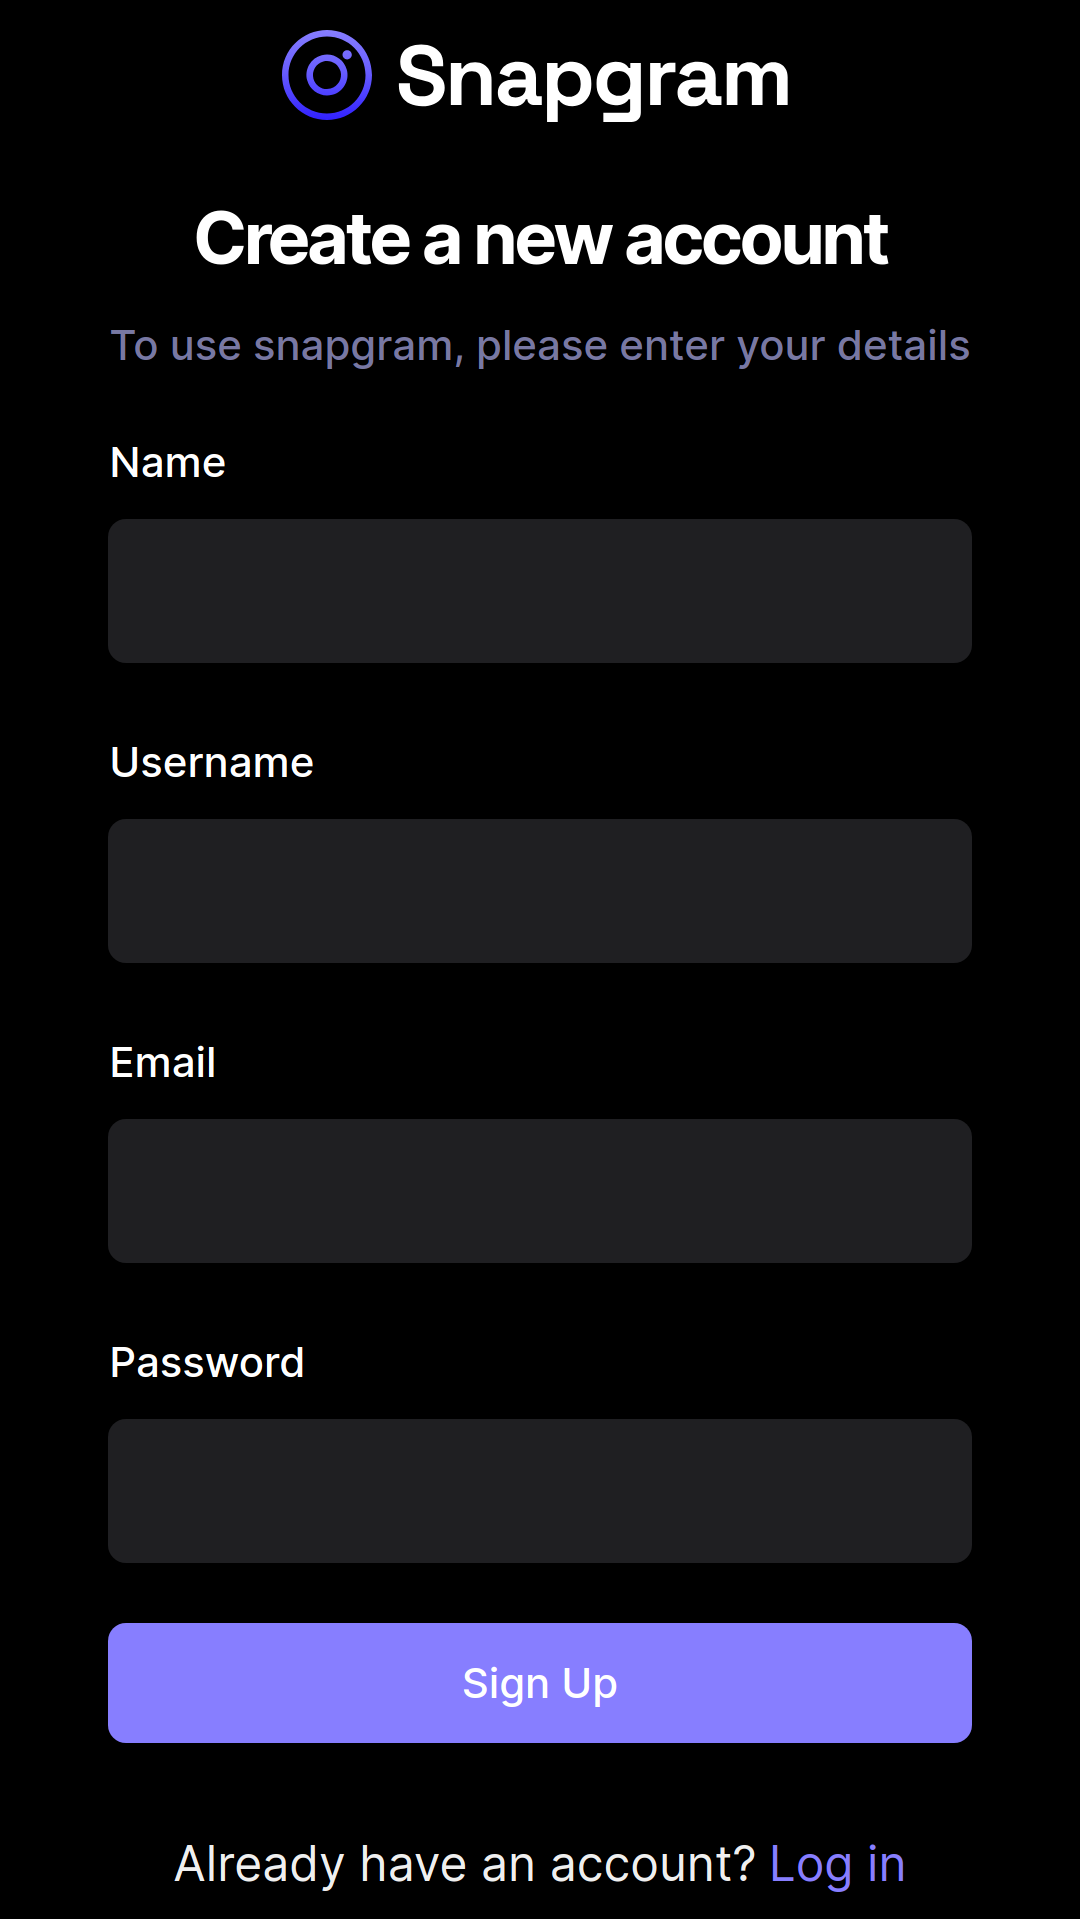 Snapgram
Create a new account
To use snapgram, please enter your details
Name
Username
Email
Password
Sign Up
Already have an account? Log in